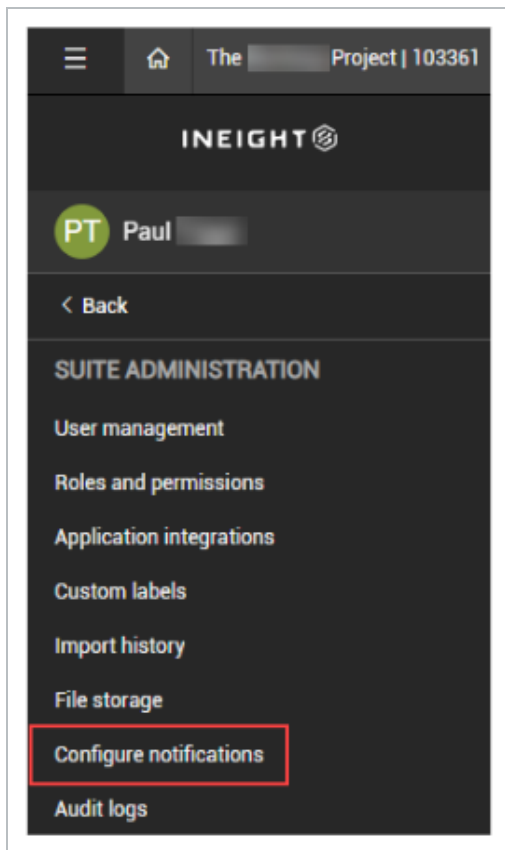 The Project | 103361
INEIGHT
PT Paul
< Back
SUITE ADMINISTRATION
User management
Roles and permissions
Application integrations
Custom labels
Import history
File storage
Configure notifications
Audit logs